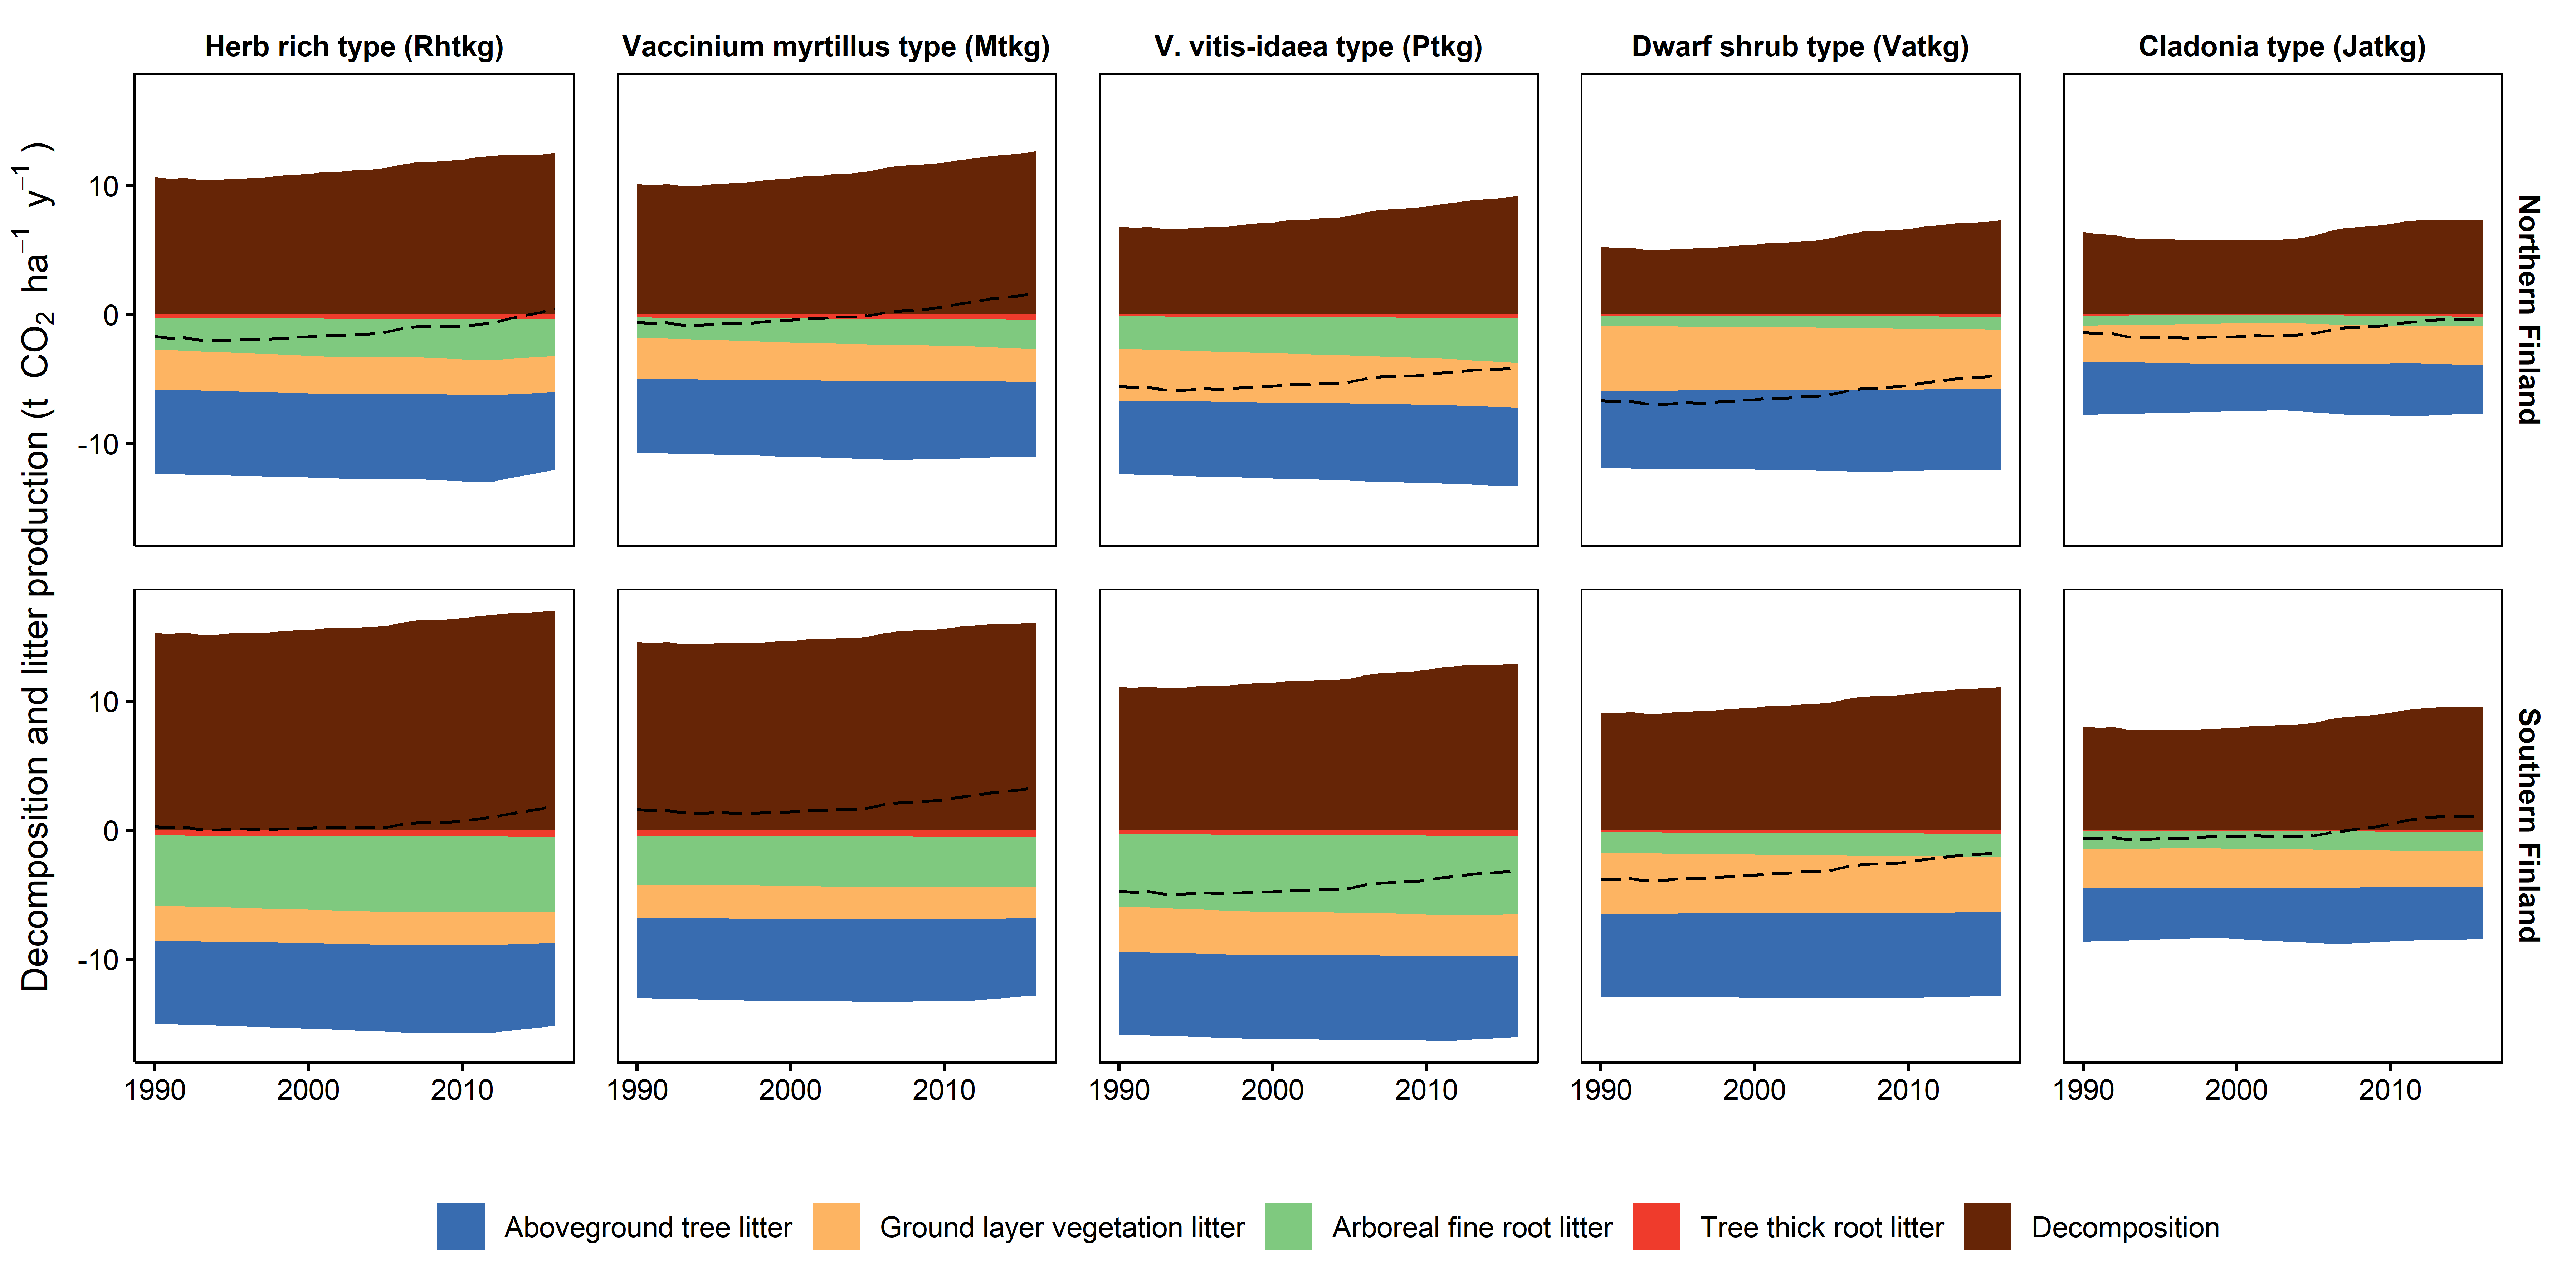 Herb rich type (Rhtkg)
Vaccinium myrtillus type (Mtkg)
V. vitis-idaea type (Ptkg)
Dwarf shrub type (Vatkg)
Cladonia type (Jatkg)
Decomposition and litter production (t CO₂ ha⁻¹ y⁻¹)
10
0
-10
Northern Finland
10
0
-10
Southern Finland
1990 2000 2010
1990 2000 2010
1990 2000 2010
1990 2000 2010
1990 2000 2010
Aboveground tree litter
Ground layer vegetation litter
Arboreal fine root litter
Tree thick root litter
Decomposition